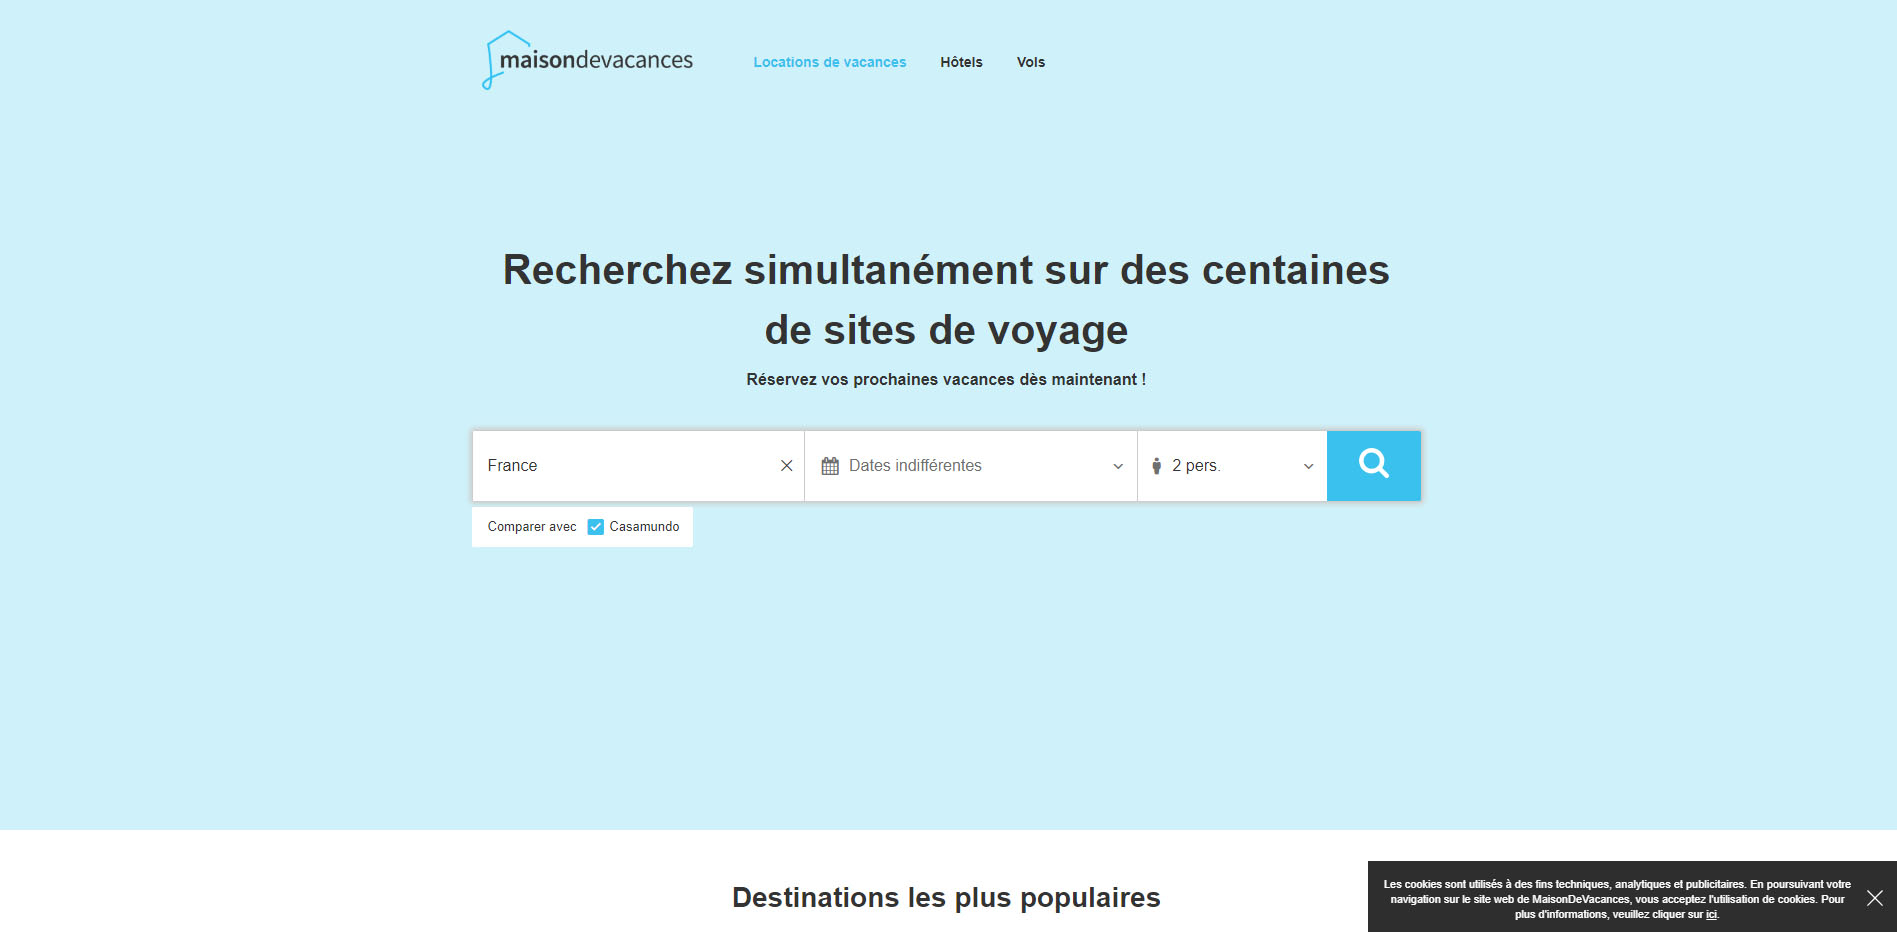 maisondevacances
Locations de vacances Hôtels Vols
Recherchez simultanément sur des centaines
de sites de voyage
Réservez vos prochaines vacances dès maintenant !
France Dates indifférentes 2 pers.
Comparer avec Casamundo
Destinations les plus populaires
Les cookies sont utilisés à des fins techniques, analytiques et publicitaires. En poursuivant votre
navigation sur le site web de MaisonDeVacances, vous acceptez l'utilisation de cookies. Pour
plus d'informations, veuillez cliquer sur ici.